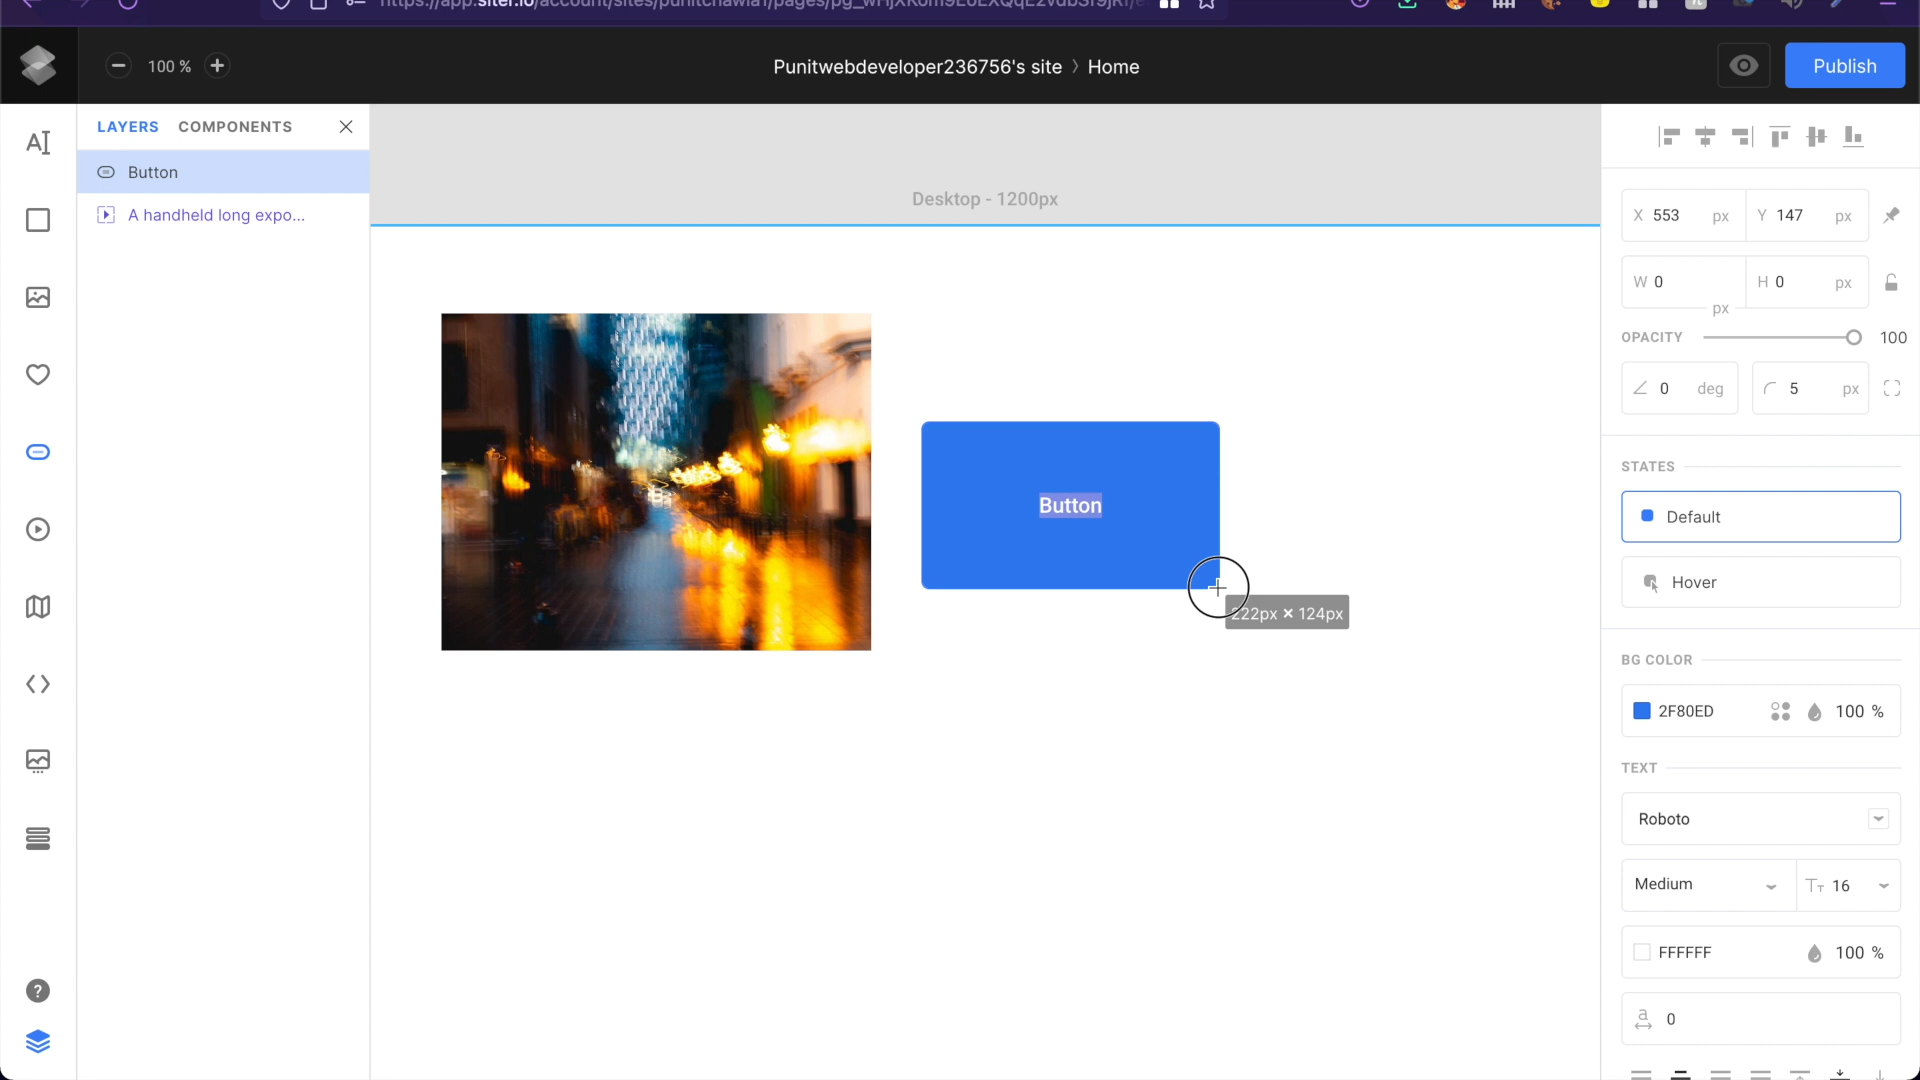 100 %
Punitwebdeveloper236756's site > Home
Publish
LAYERS COMPONENTS
Button
A handheld long expo...
Desktop - 1200px
Button
222px × 124px
X 553 px Y 147 px
W 0 px H 0 px
OPACITY 100
0 deg 5 px
STATES
Default
Hover
BG COLOR
2F80ED 100 %
TEXT
Roboto
Medium 16
FFFFFF 100 %
0